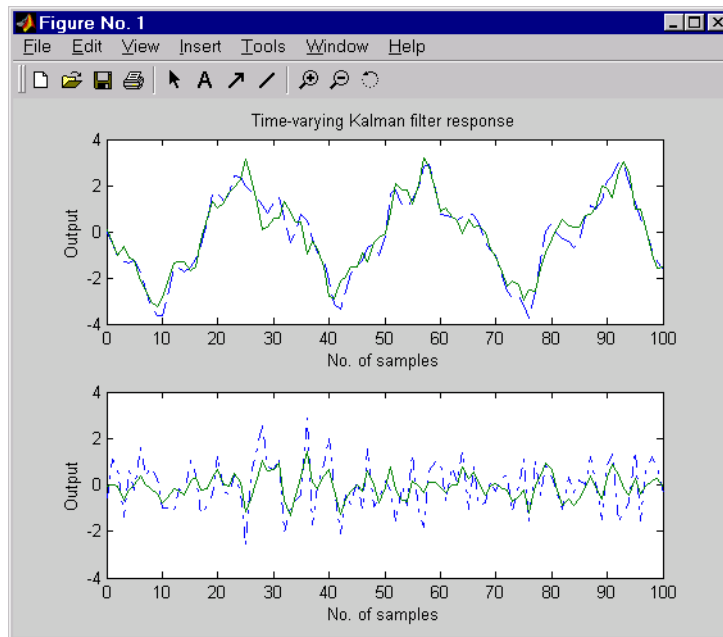 Figure No. 1
File Edit View Insert Tools Window Help
A
Time-varying Kalman filter response
4
2
0
-2
-4
Output
0 10 20 30 40 50 60 70 80 90 100
No. of samples
4
2
0
-2
-4
Output
0 10 20 30 40 50 60 70 80 90 100
No. of samples